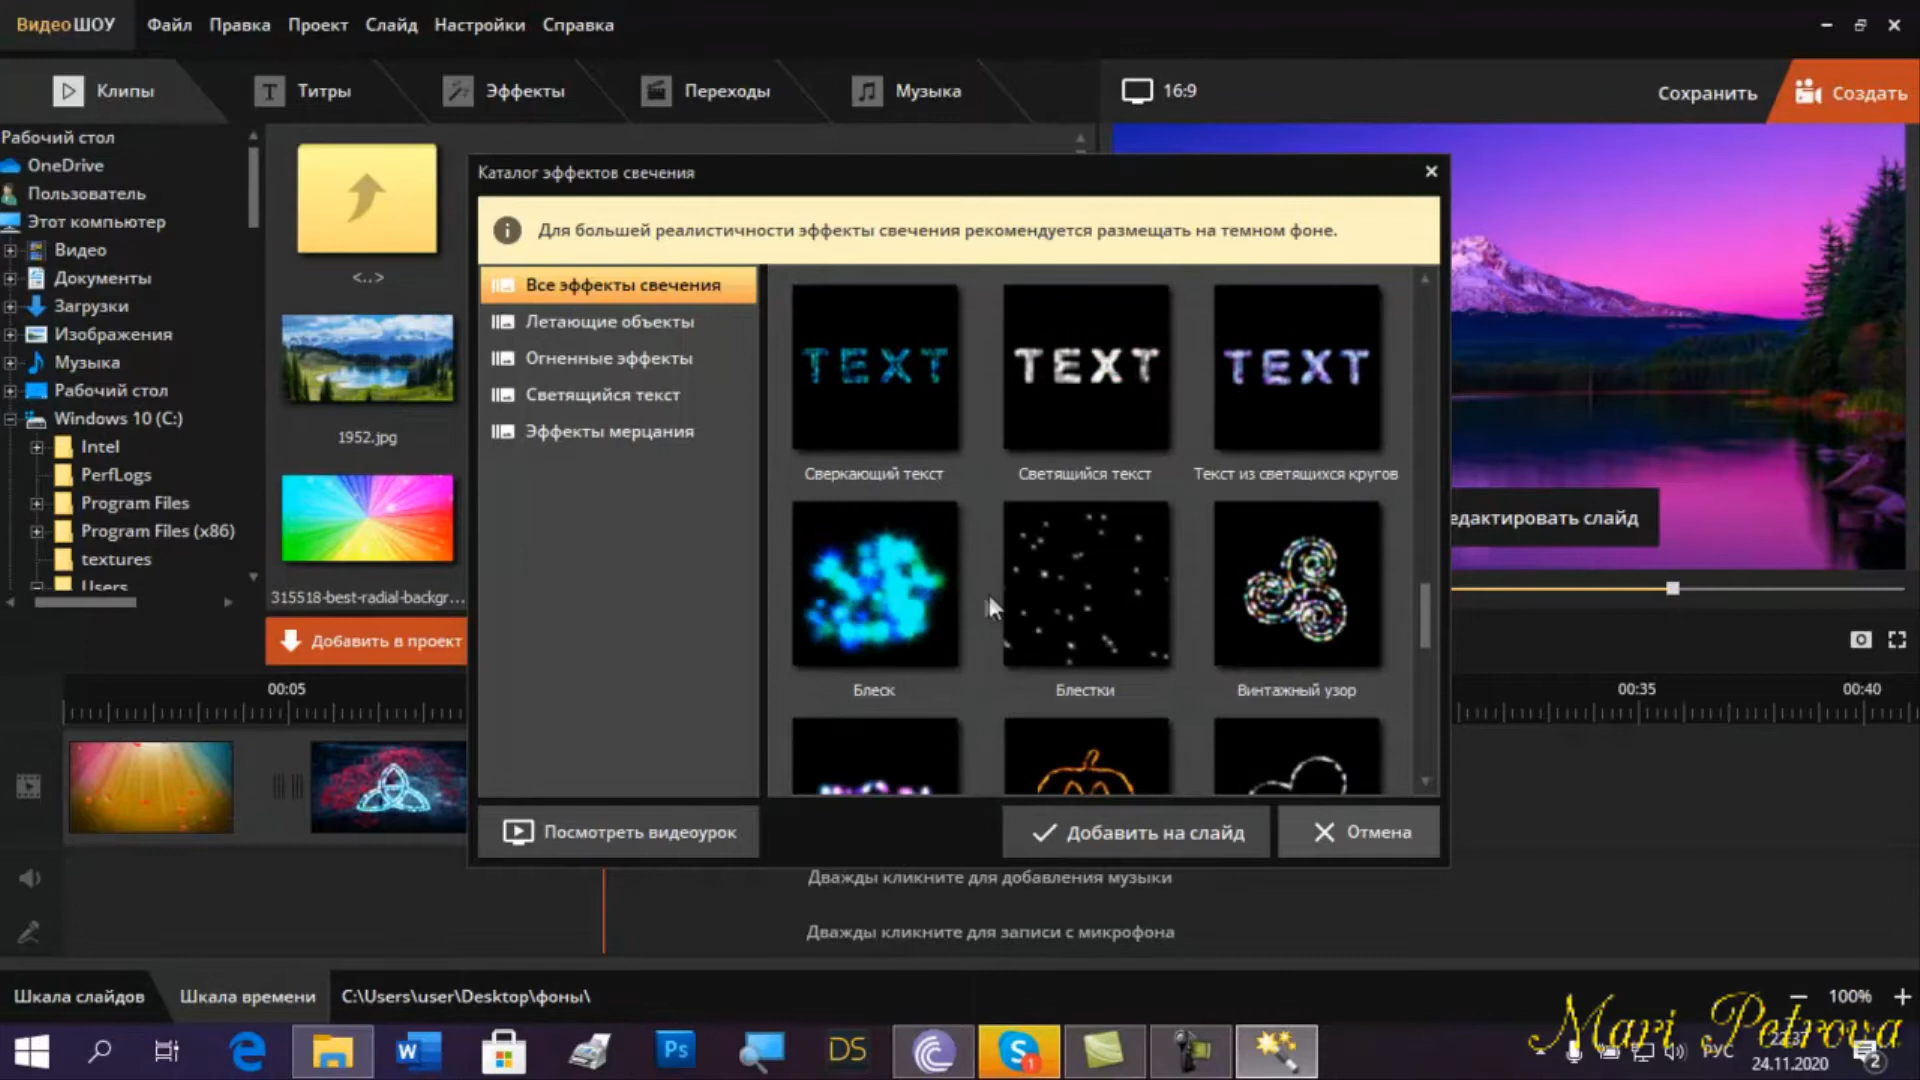 ВидеоШОУ Файл Правка Проект Слайд Настройки Справка
Клипы Титры Эффекты Переходы Музыка 16:9 Сохранить Создать
Рабочий стол
OneDrive
Пользователь
Этот компьютер
Видео
Документы
Загрузки
Изображения
Музыка
Рабочий стол
Windows 10 (C:)
Intel
PerfLogs
Program Files
Program Files (x86)
textures
Users
<..>
1952.jpg
315518-best-radial-backgr...
Добавить в проект
Каталог эффектов свечения
Для большей реалистичности эффекты свечения рекомендуется размещать на темном фоне.
Все эффекты свечения
Летающие объекты
Огненные эффекты
Светящийся текст
Эффекты мерцания
TEXT TEXT TEXT
Сверкающий текст Светящийся текст Текст из светящихся кругов
Блеск Блестки Винтажный узор
Посмотреть видеоурок Добавить на слайд Отмена
едактировать слайд
00:05 00:35 00:40
Дважды кликните для добавления музыки
Дважды кликните для записи с микрофона
Шкала слайдов Шкала времени C:\Users\user\Desktop\фоны\ 100%
Mari Petrova
W Ps DS S 1 РУС
24.11.2020 2